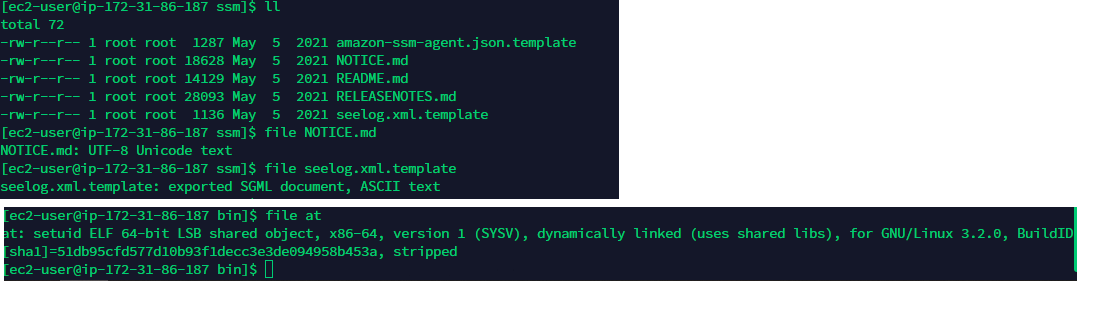 [ec2-user@ip-172-31-86-187 ssm]$ ll
total 72
-rw-r--r-- 1 root root  1287 May  5  2021 amazon-ssm-agent.json.template
-rw-r--r-- 1 root root 18628 May  5  2021 NOTICE.md
-rw-r--r-- 1 root root 14129 May  5  2021 README.md
-rw-r--r-- 1 root root 28093 May  5  2021 RELEASENOTES.md
-rw-r--r-- 1 root root  1136 May  5  2021 seelog.xml.template
[ec2-user@ip-172-31-86-187 ssm]$ file NOTICE.md
NOTICE.md: UTF-8 Unicode text
[ec2-user@ip-172-31-86-187 ssm]$ file seelog.xml.template
seelog.xml.template: exported SGML document, ASCII text
[ec2-user@ip-172-31-86-187 bin]$ file at
at: setuid ELF 64-bit LSB shared object, x86-64, version 1 (SYSV), dynamically linked (uses shared libs), for GNU/Linux 3.2.0, BuildID
[sha1]=51db95cfd577d10b93f1decc3e3de094958b453a, stripped
[ec2-user@ip-172-31-86-187 bin]$